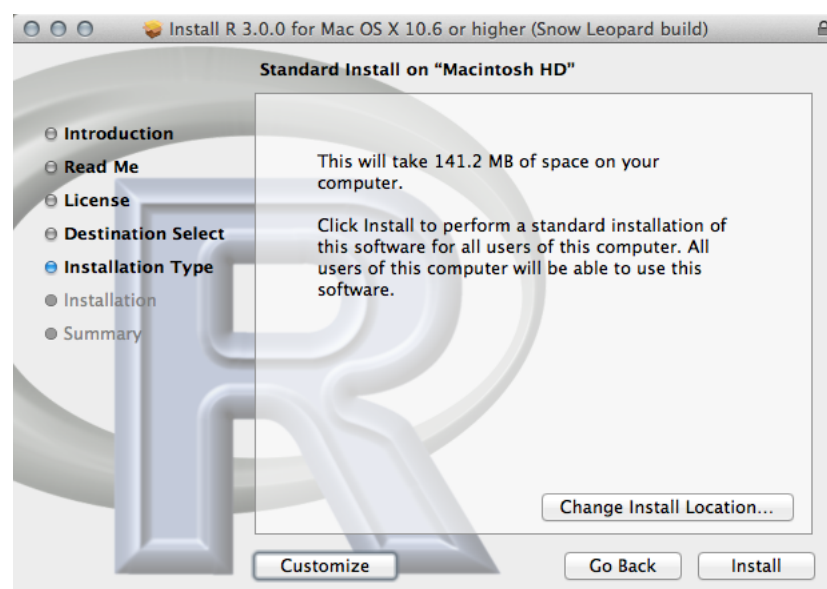 Install R 3.0.0 for Mac OS X 10.6 or higher (Snow Leopard build)
Standard Install on “Macintosh HD”
Introduction
Read Me
License
Destination Select
Installation Type
Installation
Summary
This will take 141.2 MB of space on your
computer.
Click Install to perform a standard installation of
this software for all users of this computer. All
users of this computer will be able to use this
software.
Change Install Location...
Customize
Go Back
Install
R